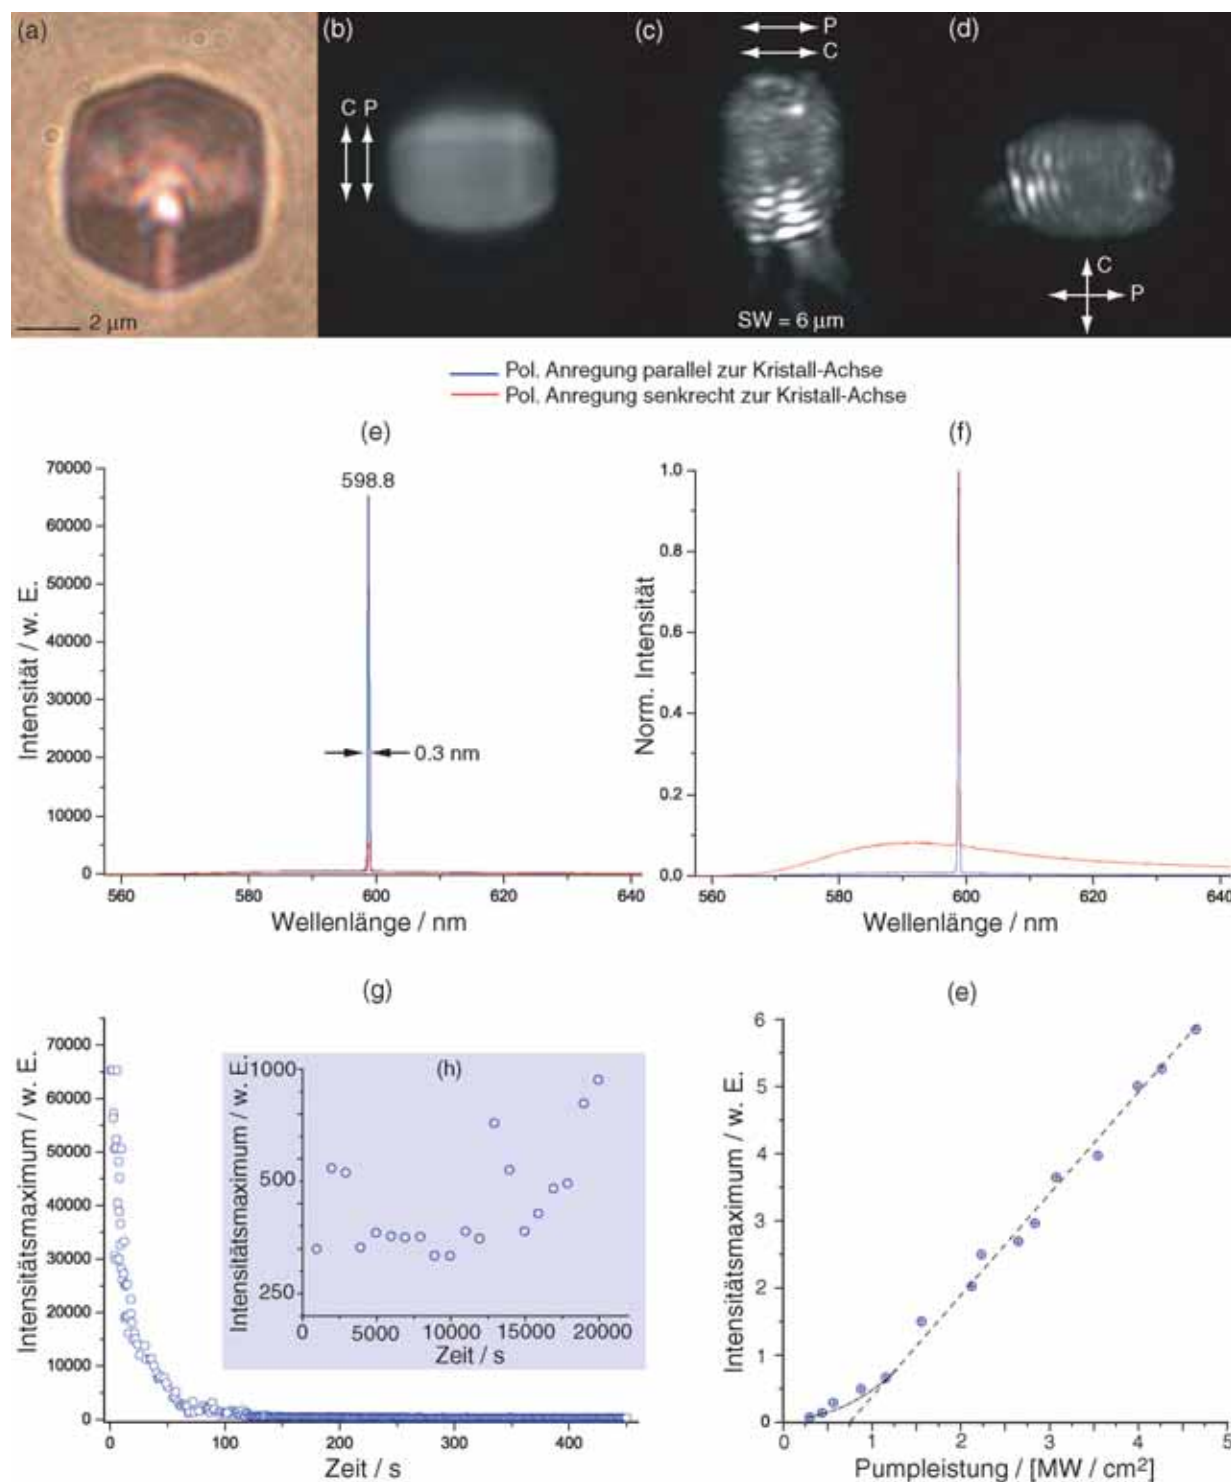 (a)
(b)
(c)
(d)
P
C
C P
C
P
2 μm
SW = 6 μm
Pol. Anregung parallel zur Kristall-Achse
Pol. Anregung senkrecht zur Kristall-Achse
(e)
70000
60000
50000
40000
30000
20000
10000
0
560
580
600
620
640
598.8
0.3 nm
Intensität / w. E.
Wellenlänge / nm
(f)
1.0
0.8
0.6
0.4
0.2
0.0
560
580
600
620
640
Norm. Intensität
Wellenlänge / nm
(g)
70000
60000
50000
40000
30000
20000
10000
0
0
100
200
300
400
Intensitätsmaximum / w. E.
Zeit / s
(h)
1000
500
250
0
5000
10000
15000
20000
Intensitätsmaximum / w. E.
Zeit / s
(e)
6
5
4
3
2
1
0
0
1
2
3
4
5
Intensitätsmaximum / w. E.
Pumpleistung / [MW / cm²]